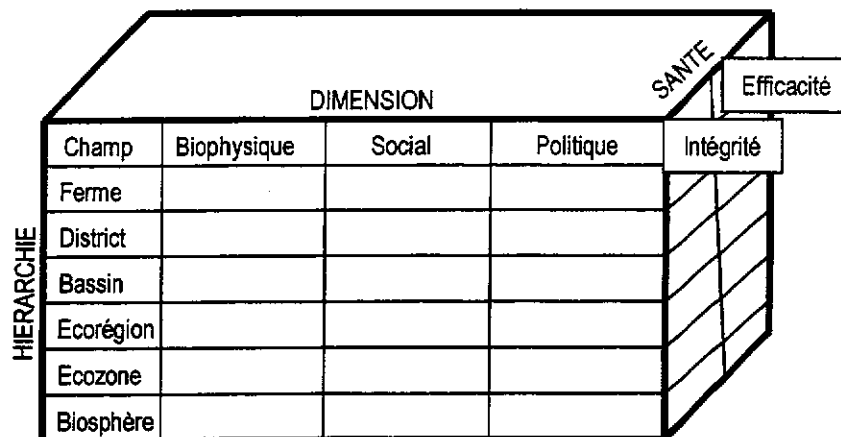 SANTE
Efficacité
DIMENSION
Champ Biophysique Social Politique Intégrité
Ferme
District
Bassin
Ecorégion
Ecozone
Biosphère
HIERARCHIE